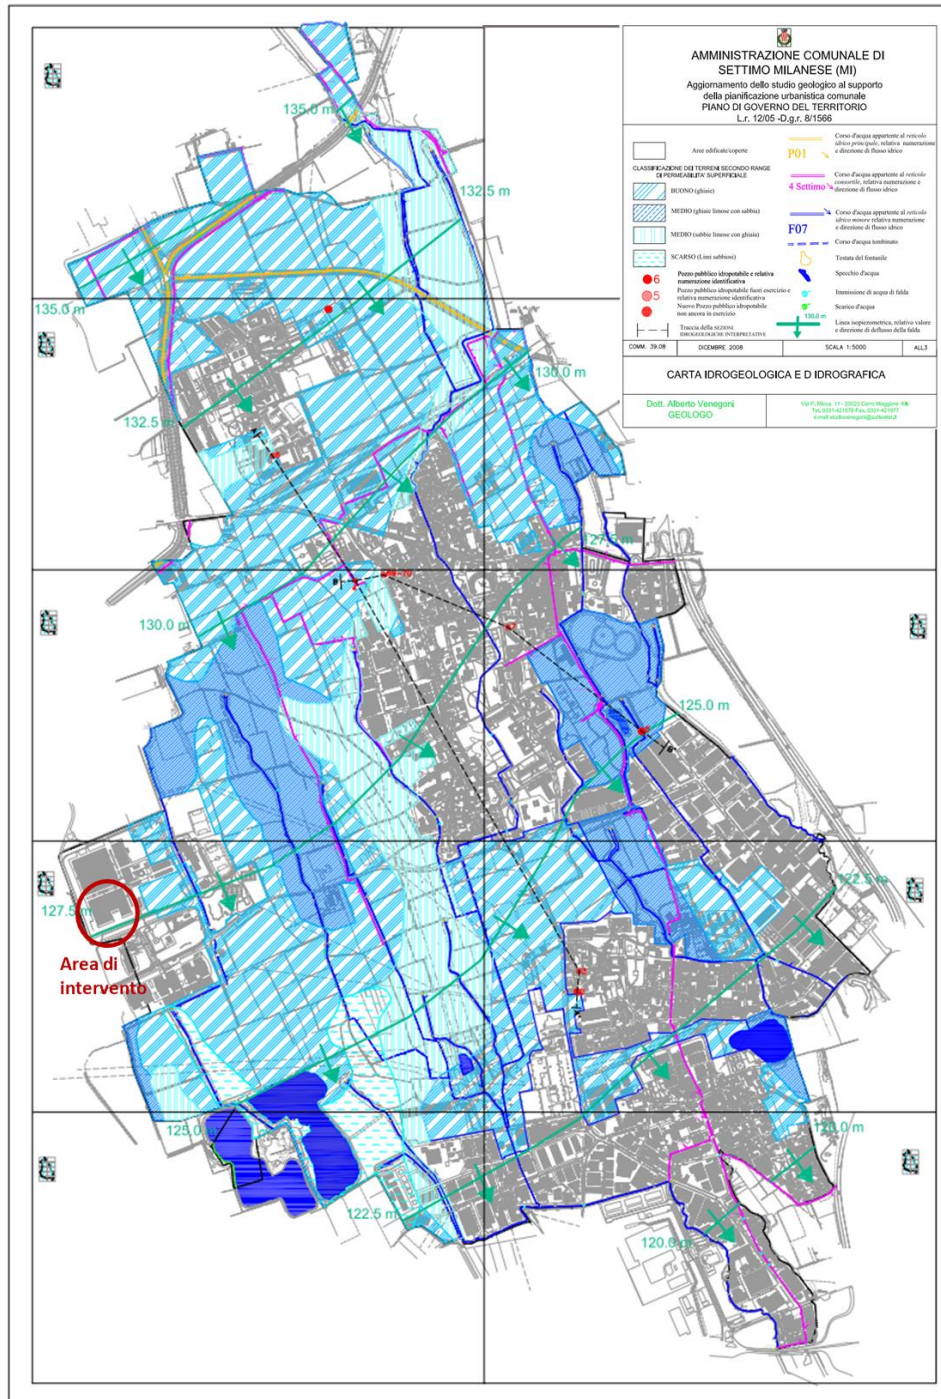 AMMINISTRAZIONE COMUNALE DI
SETTIMO MILANESE (MI)
Aggiornamento dello studio geologico al supporto
della pianificazione urbanistica comunale
PIANO DI GOVERNO DEL TERRITORIO
L.r. 12/05 -D.g.r. 8/1566
Aree edificate/coperte
CLASSIFICAZIONE DEI TERRENI SECONDO RANGE
DI PERMEABILITA' SUPERFICIALE
BUONO (ghiaie)
MEDIO (ghiaie limose con sabbia)
MEDIO (sabbie limose con ghiaia)
SCARSO (Limi sabbiosi)
6
Pozzo pubblico idropotabile e relativa
numerazione identificativa
5
Pozzo pubblico idropotabile fuori esercizio e
relativa numerazione identificativa
Nuovo Pozzo pubblico idropotabile
non ancora in esercizio
Traccia della SEZIONI
IDROGEOLOGICHE INTERPRETATIVE
P01
Corso d'acqua appartenente al reticolo
idrico principale, relativa numerazione
e direzione di flusso idrico
4 Settimo
Corso d'acqua appartenente al reticolo
consortile, relativa numerazione e
direzione di flusso idrico
F07
Corso d'acqua appartenente al reticolo
idrico minore relativa numerazione
e direzione di flusso idrico
Corso d'acqua tombinato
Testata del fontanile
Specchio d'acqua
Immissione di acqua di falda
Scarico d'acqua
130.0 m
Linea isopiezometrica, relativo valore
e direzione di deflusso della falda
COMM. 39.08
DICEMBRE 2008
SCALA 1:5000
ALL3
CARTA IDROGEOLOGICA E D IDROGRAFICA
Dott. Alberto Venegoni
GEOLOGO
135.0 m
132.5 m
135.0 m
130.0 m
132.5 m
127.5 m
130.0 m
125.0 m
122.5 m
127.5 m
Area di
intervento
125.0 m
120.0 m
122.5 m
120.0 m